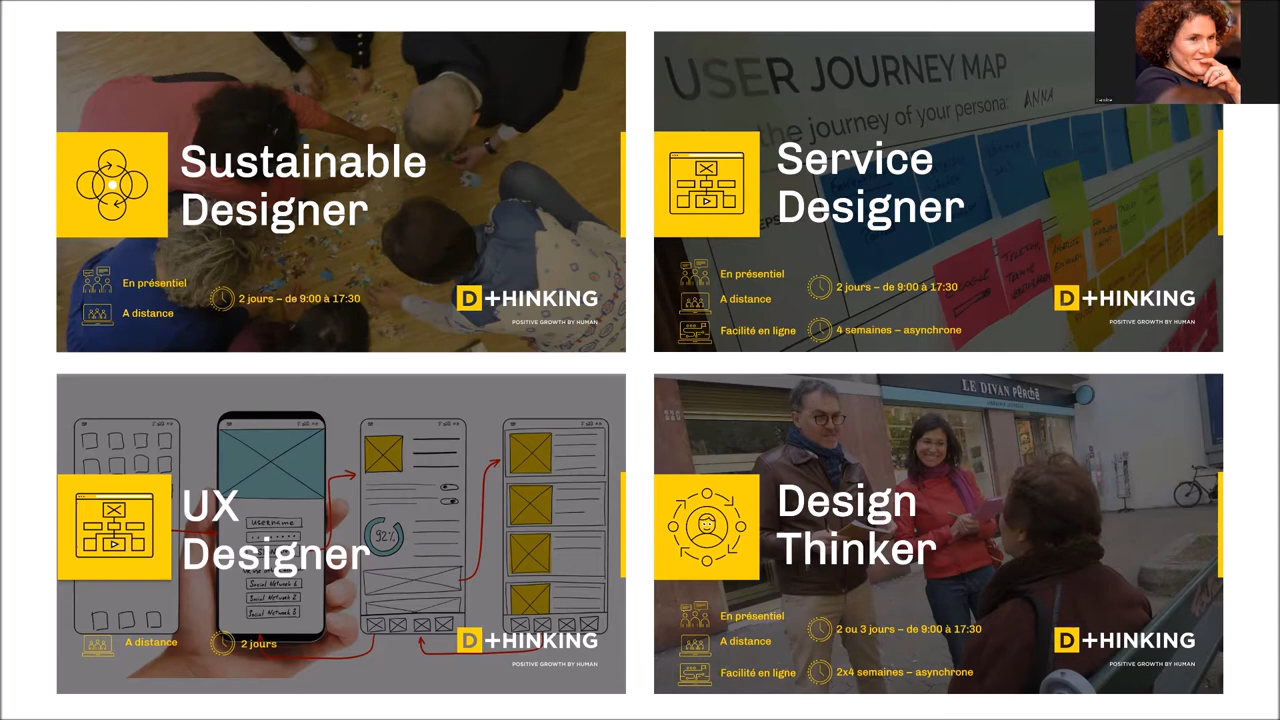 Sustainable
Designer
En présentiel
A distance
2 jours – de 9:00 à 17:30
D+HINKING
POSITIVE GROWTH BY HUMAN
USER JOURNEY MAP
the journey of your persona: ANNA
Service
Designer
En présentiel
A distance
Facilité en ligne
2 jours – de 9:00 à 17:30
4 semaines – asynchrone
D+HINKING
POSITIVE GROWTH BY HUMAN
UX
Designer
username
92%
Social Network 1
Social Network 2
Social Network 3
A distance
2 jours
D+HINKING
POSITIVE GROWTH BY HUMAN
LE DIVAN PERCHÉ
Design
Thinker
En présentiel
A distance
Facilité en ligne
2 ou 3 jours – de 9:00 à 17:30
2x4 semaines – asynchrone
D+HINKING
POSITIVE GROWTH BY HUMAN